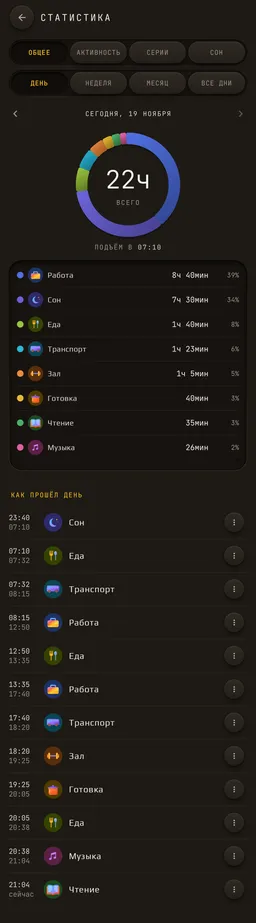 СТАТИСТИКА
ОБЩЕЕ АКТИВНОСТЬ СЕРИИ СОН
ДЕНЬ НЕДЕЛЯ МЕСЯЦ ВСЕ ДНИ
СЕГОДНЯ, 19 НОЯБРЯ
22ч
ВСЕГО
ПОДЪЁМ В 07:10
Работа 8ч 40мин 39%
Сон 7ч 30мин 34%
Еда 1ч 40мин 8%
Транспорт 1ч 23мин 6%
Зал 1ч 5мин 5%
Готовка 40мин 3%
Чтение 35мин 3%
Музыка 26мин 2%
КАК ПРОШЁЛ ДЕНЬ
23:40
07:10 Сон
07:10
07:32 Еда
07:32
08:15 Транспорт
08:15
12:50 Работа
12:50
13:35 Еда
13:35
17:40 Работа
17:40
18:20 Транспорт
18:20
19:25 Зал
19:25
20:05 Готовка
20:05
20:38 Еда
20:38
21:04 Музыка
21:04
сейчас Чтение